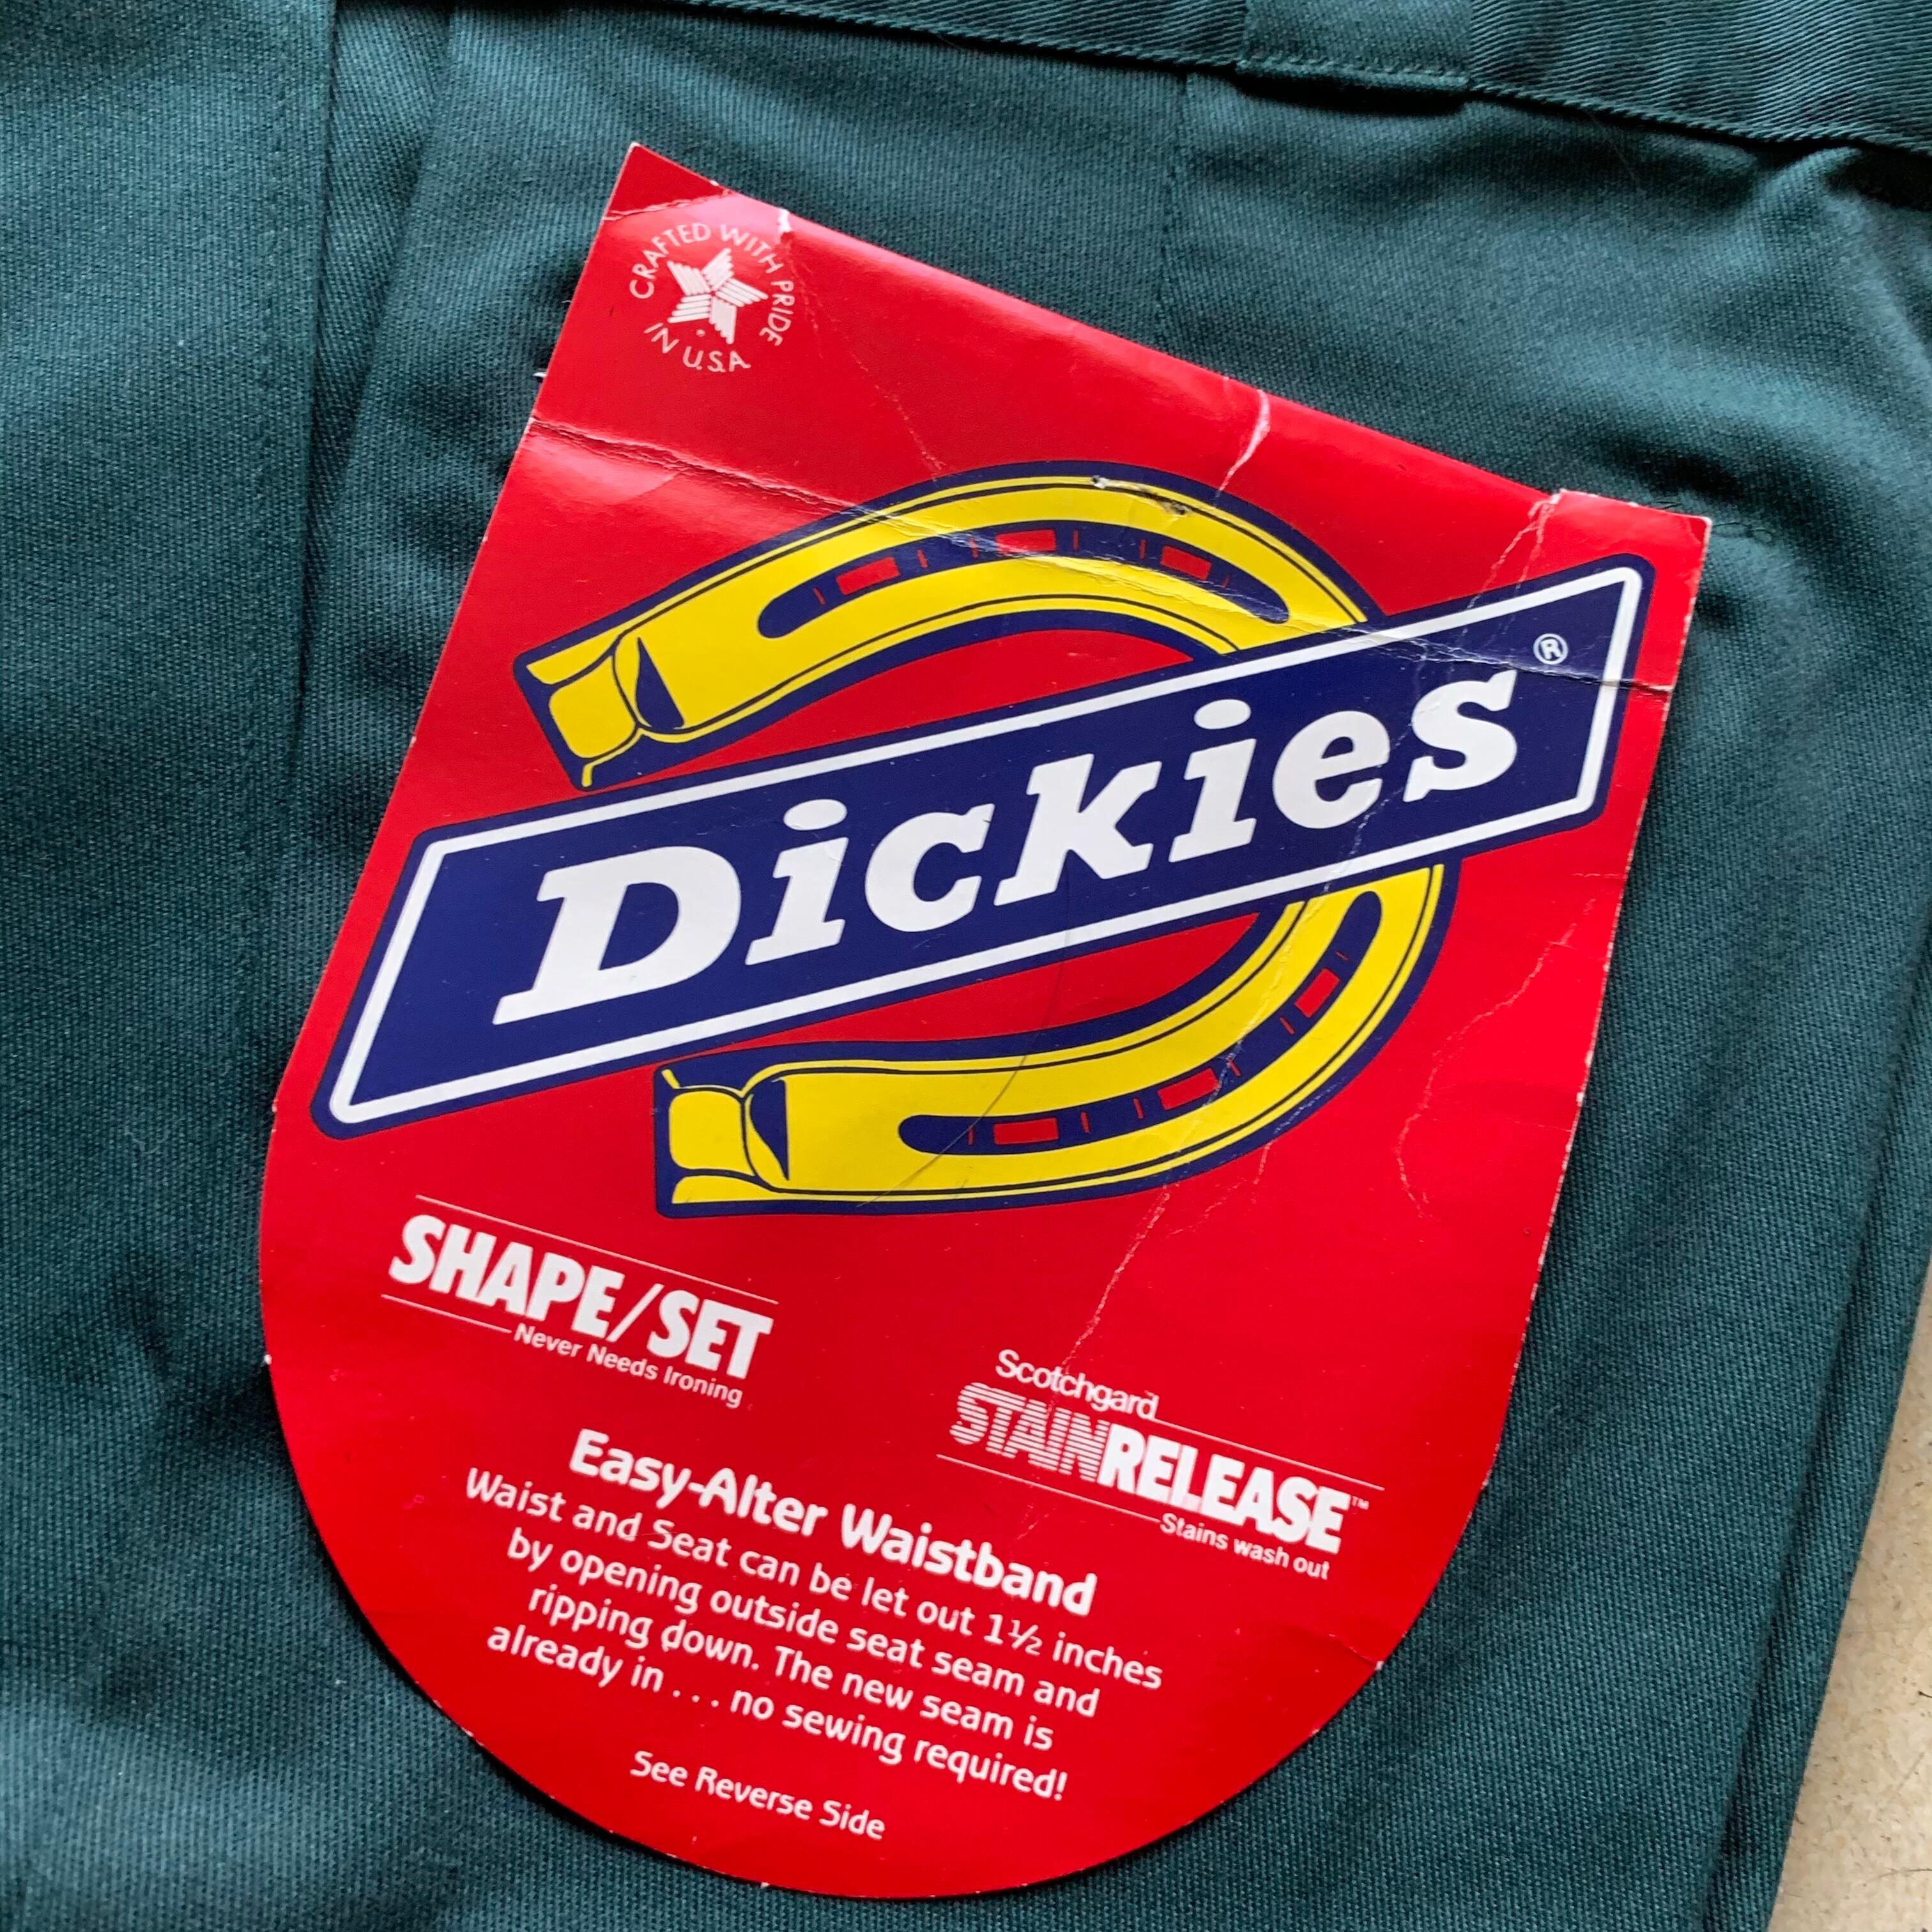 CRAFTED WITH PRIDE
IN U.S.A
Dickies®
SHAPE/SET
Never Needs Ironing
Scotchgard
STAINRELEASE™
Stains wash out
Easy-Alter Waistband
Waist and Seat can be let out 1½ inches
by opening outside seat seam and
ripping down. The new seam is
already in . . . no sewing required!
See Reverse Side